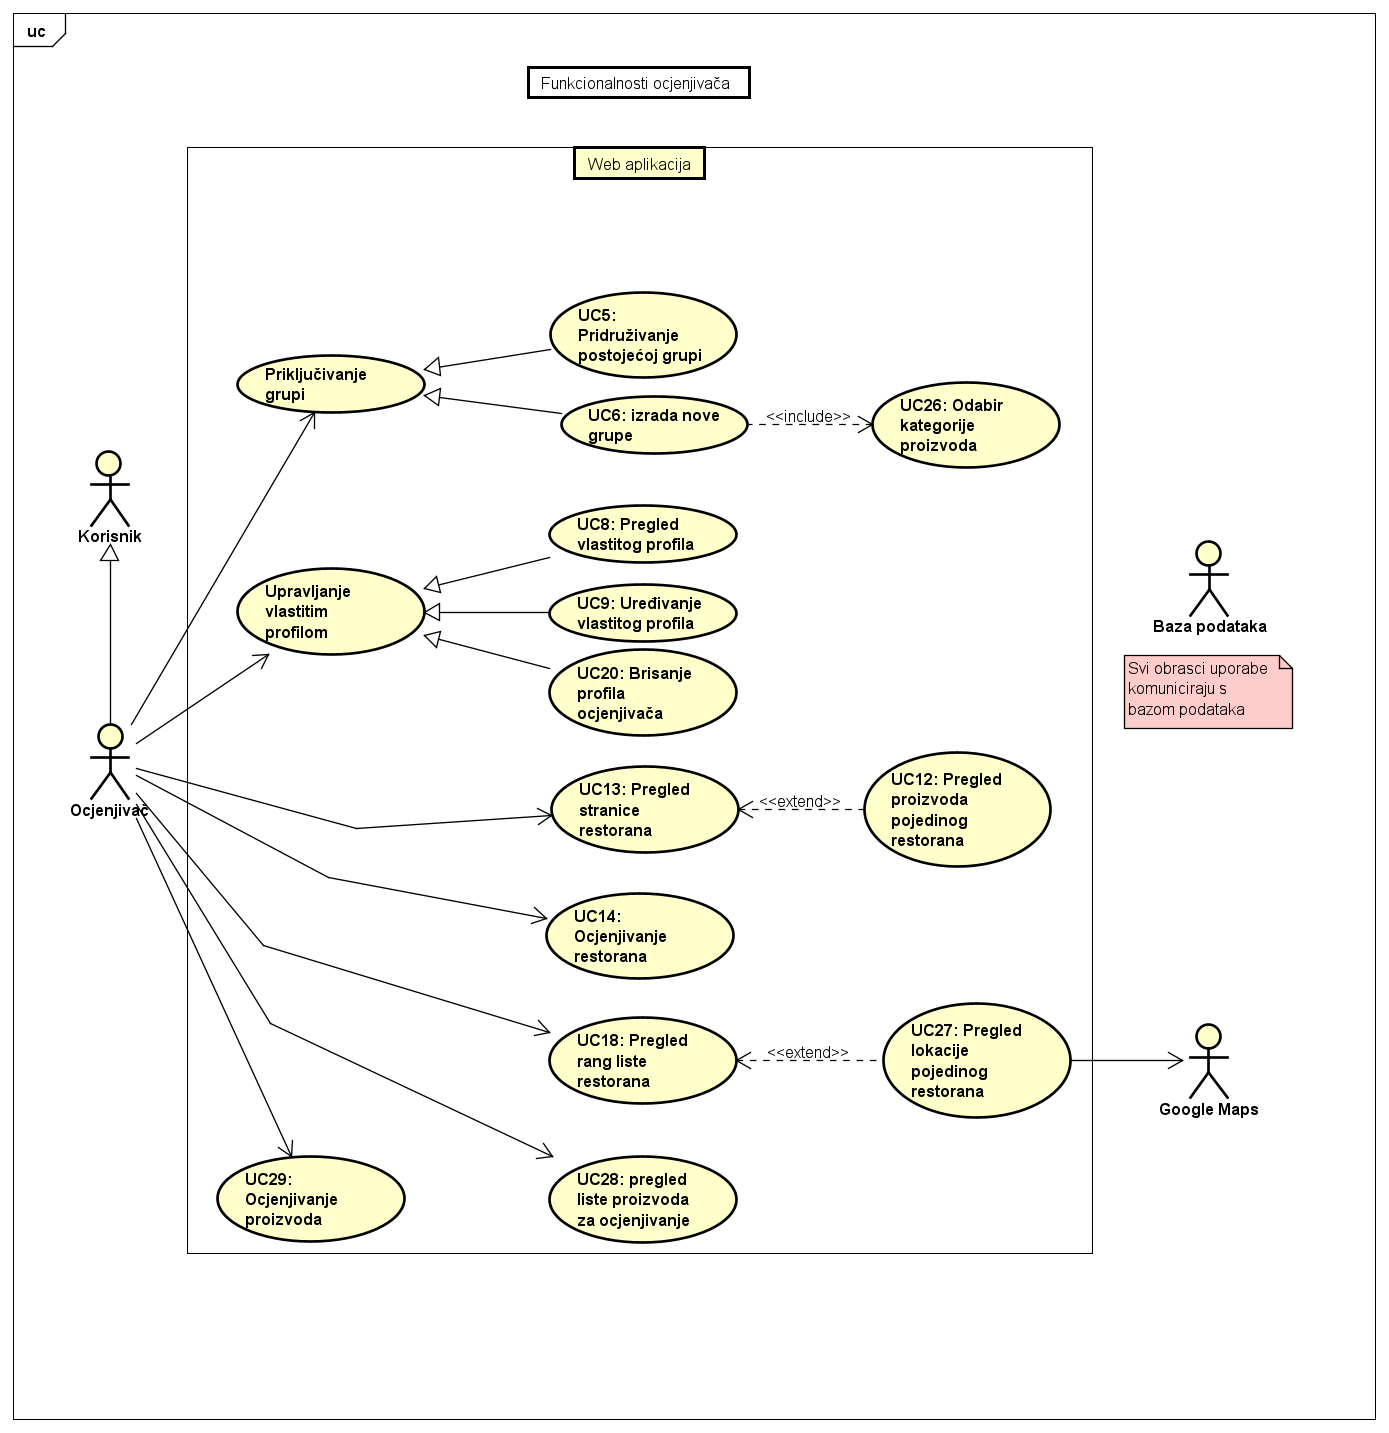 uc
Funkcionalnosti ocjenjivača
Web aplikacija
UC5:
Pridruživanje
postojećoj grupi
Priključivanje
grupi
UC6: izrada nove
grupe
<<include>>
UC26: Odabir
kategorije
proizvoda
Korisnik
UC8: Pregled
vlastitog profila
Upravljanje
vlastitim
profilom
UC9: Uređivanje
vlastitog profila
UC20: Brisanje
profila
ocjenjivača
Baza podataka
Svi obrasci uporabe
komuniciraju s
bazom podataka
Ocjenjivač
UC13: Pregled
stranice
restorana
<<extend>>
UC12: Pregled
proizvoda
pojedinog
restorana
UC14:
Ocjenjivanje
restorana
UC18: Pregled
rang liste
restorana
<<extend>>
UC27: Pregled
lokacije
pojedinog
restorana
Google Maps
UC29:
Ocjenjivanje
proizvoda
UC28: pregled
liste proizvoda
za ocjenjivanje